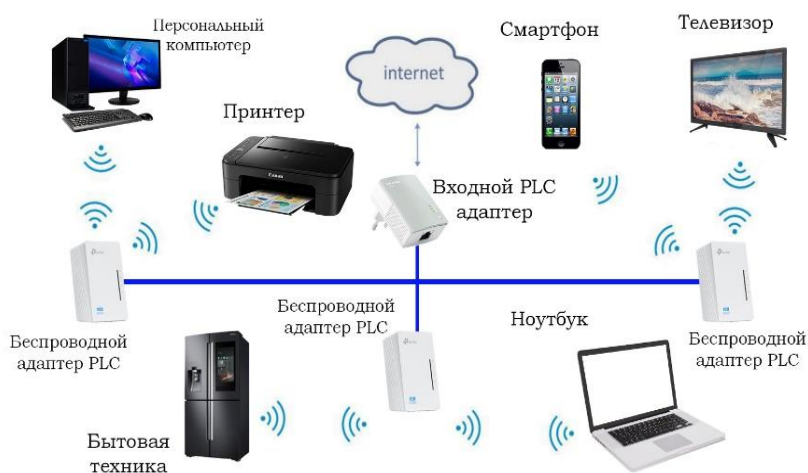 Персональный
компьютер
internet
Смартфон
Телевизор
Принтер
Canon
Входной PLC
адаптер
Беспроводной
адаптер PLC
Беспроводной
адаптер PLC
Ноутбук
Беспроводной
адаптер PLC
Бытовая
техника